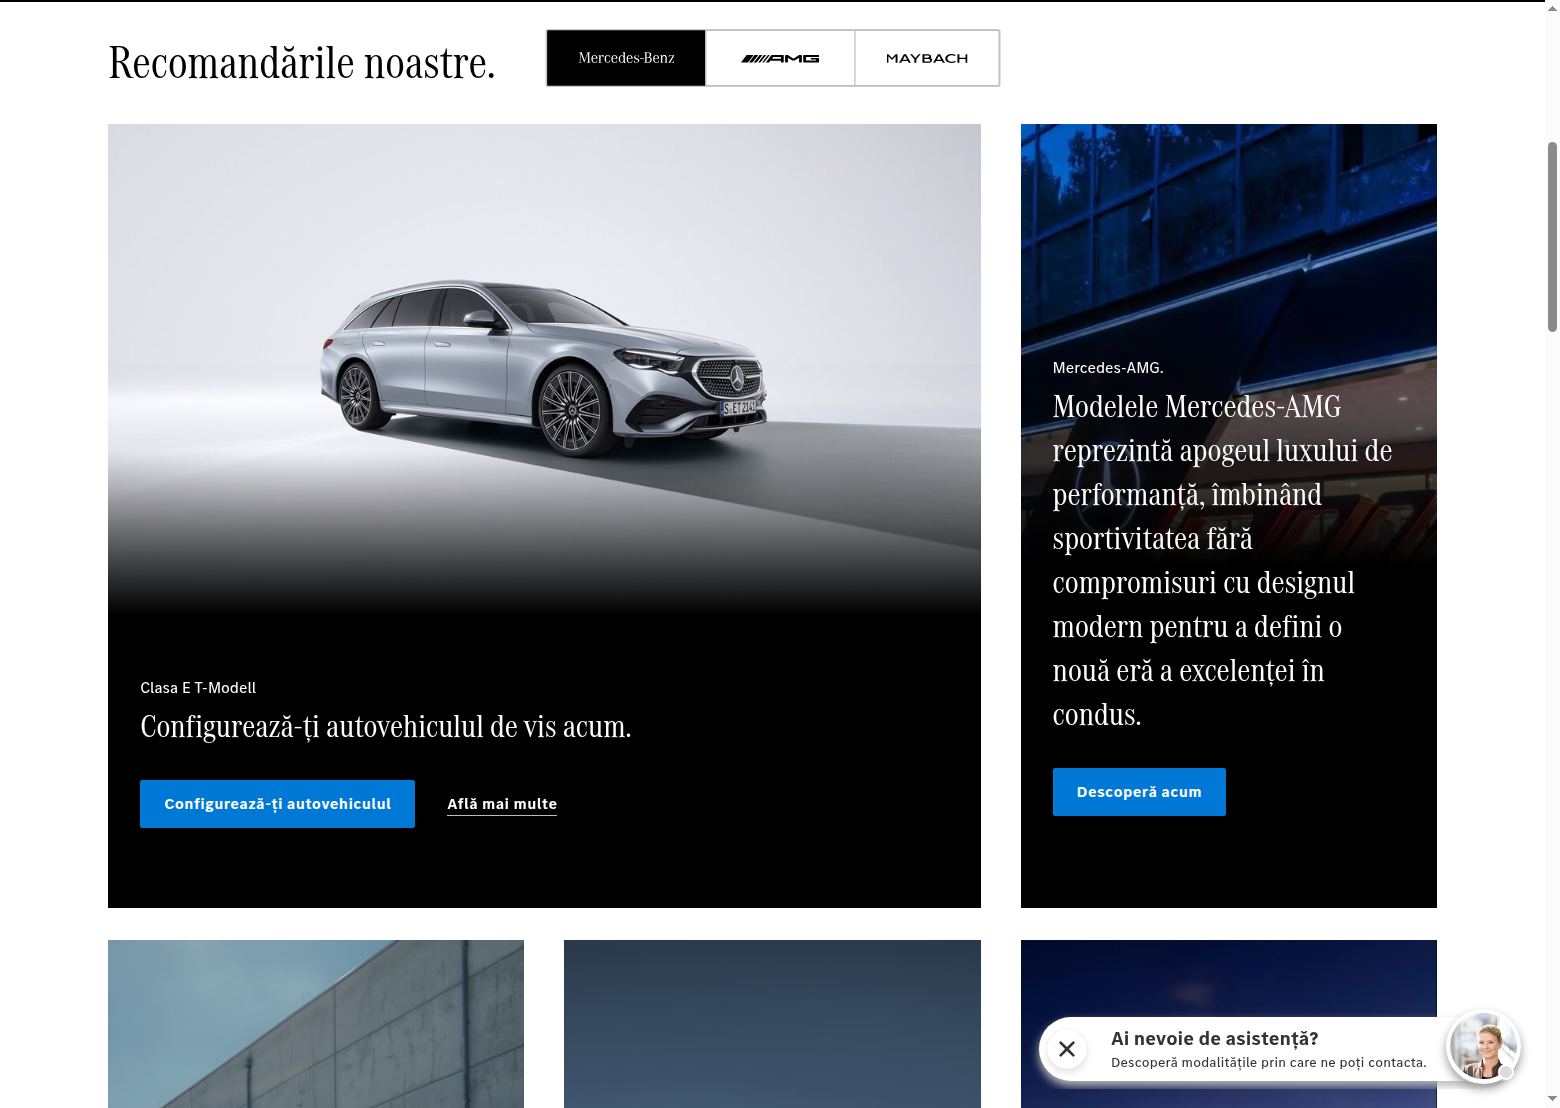 Recomandările noastre.
Mercedes-Benz
AMG
MAYBACH
S ET 2141
Clasa E T-Modell
Configurează-ți autovehiculul de vis acum.
Configurează-ți autovehiculul
Află mai multe
Mercedes-AMG.
Modelele Mercedes-AMG
reprezintă apogeul luxului de
performanță, îmbinând
sportivitatea fără
compromisuri cu designul
modern pentru a defini o
nouă eră a excelenței în
condus.
Descoperă acum
Ai nevoie de asistență?
Descoperă modalitățile prin care ne poți contacta.